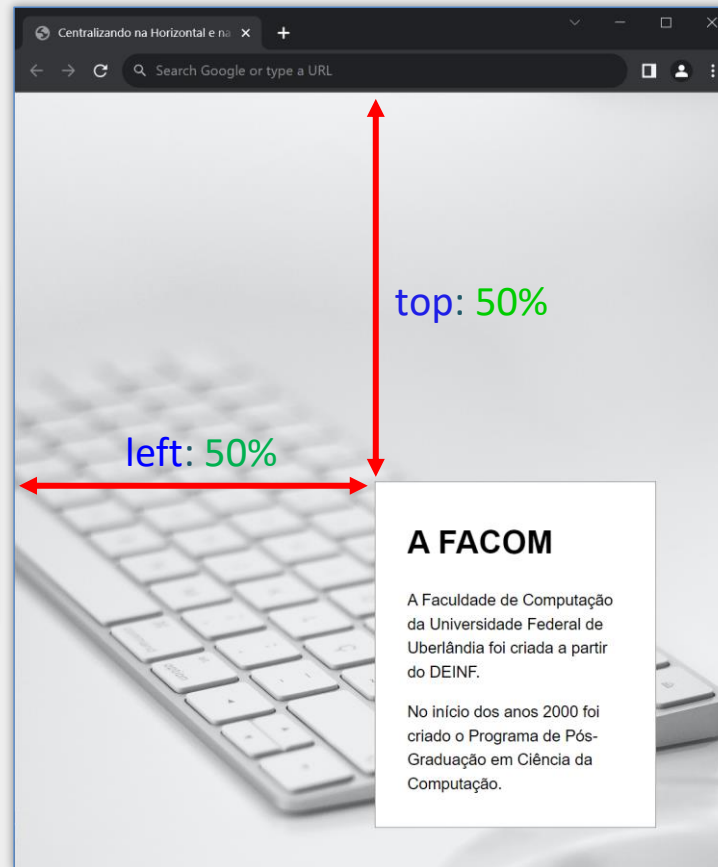 Centralizando na Horizontal e na
Search Google or type a URL
top: 50%
left: 50%
A FACOM
A Faculdade de Computação
da Universidade Federal de
Uberlândia foi criada a partir
do DEINF.
No início dos anos 2000 foi
criado o Programa de Pós-
Graduação em Ciência da
Computação.